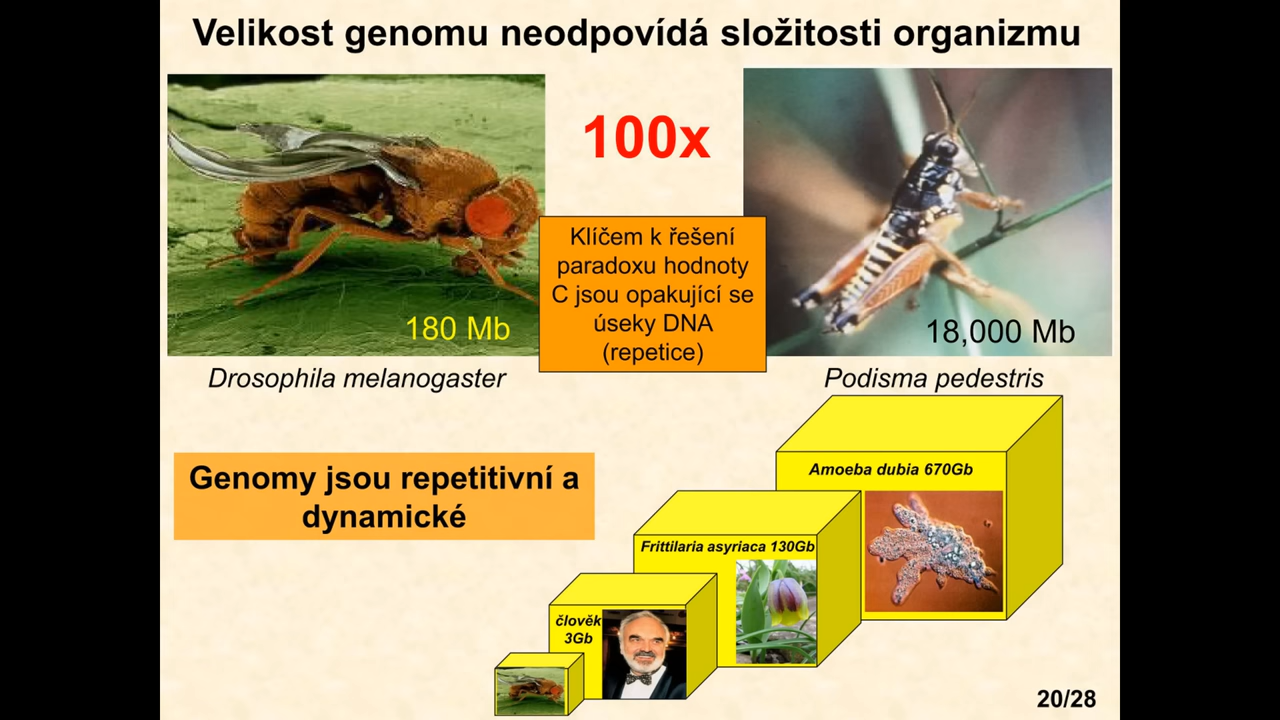 Velikost genomu neodpovídá složitosti organizmu
100x
180 Mb
Klíčem k řešení
paradoxu hodnoty
C jsou opakující se
úseky DNA
(repetice)
18,000 Mb
Drosophila melanogaster
Podisma pedestris
Genomy jsou repetitivní a
dynamické
Amoeba dubia 670Gb
Frittilaria asyriaca 130Gb
člověk
3Gb
20/28